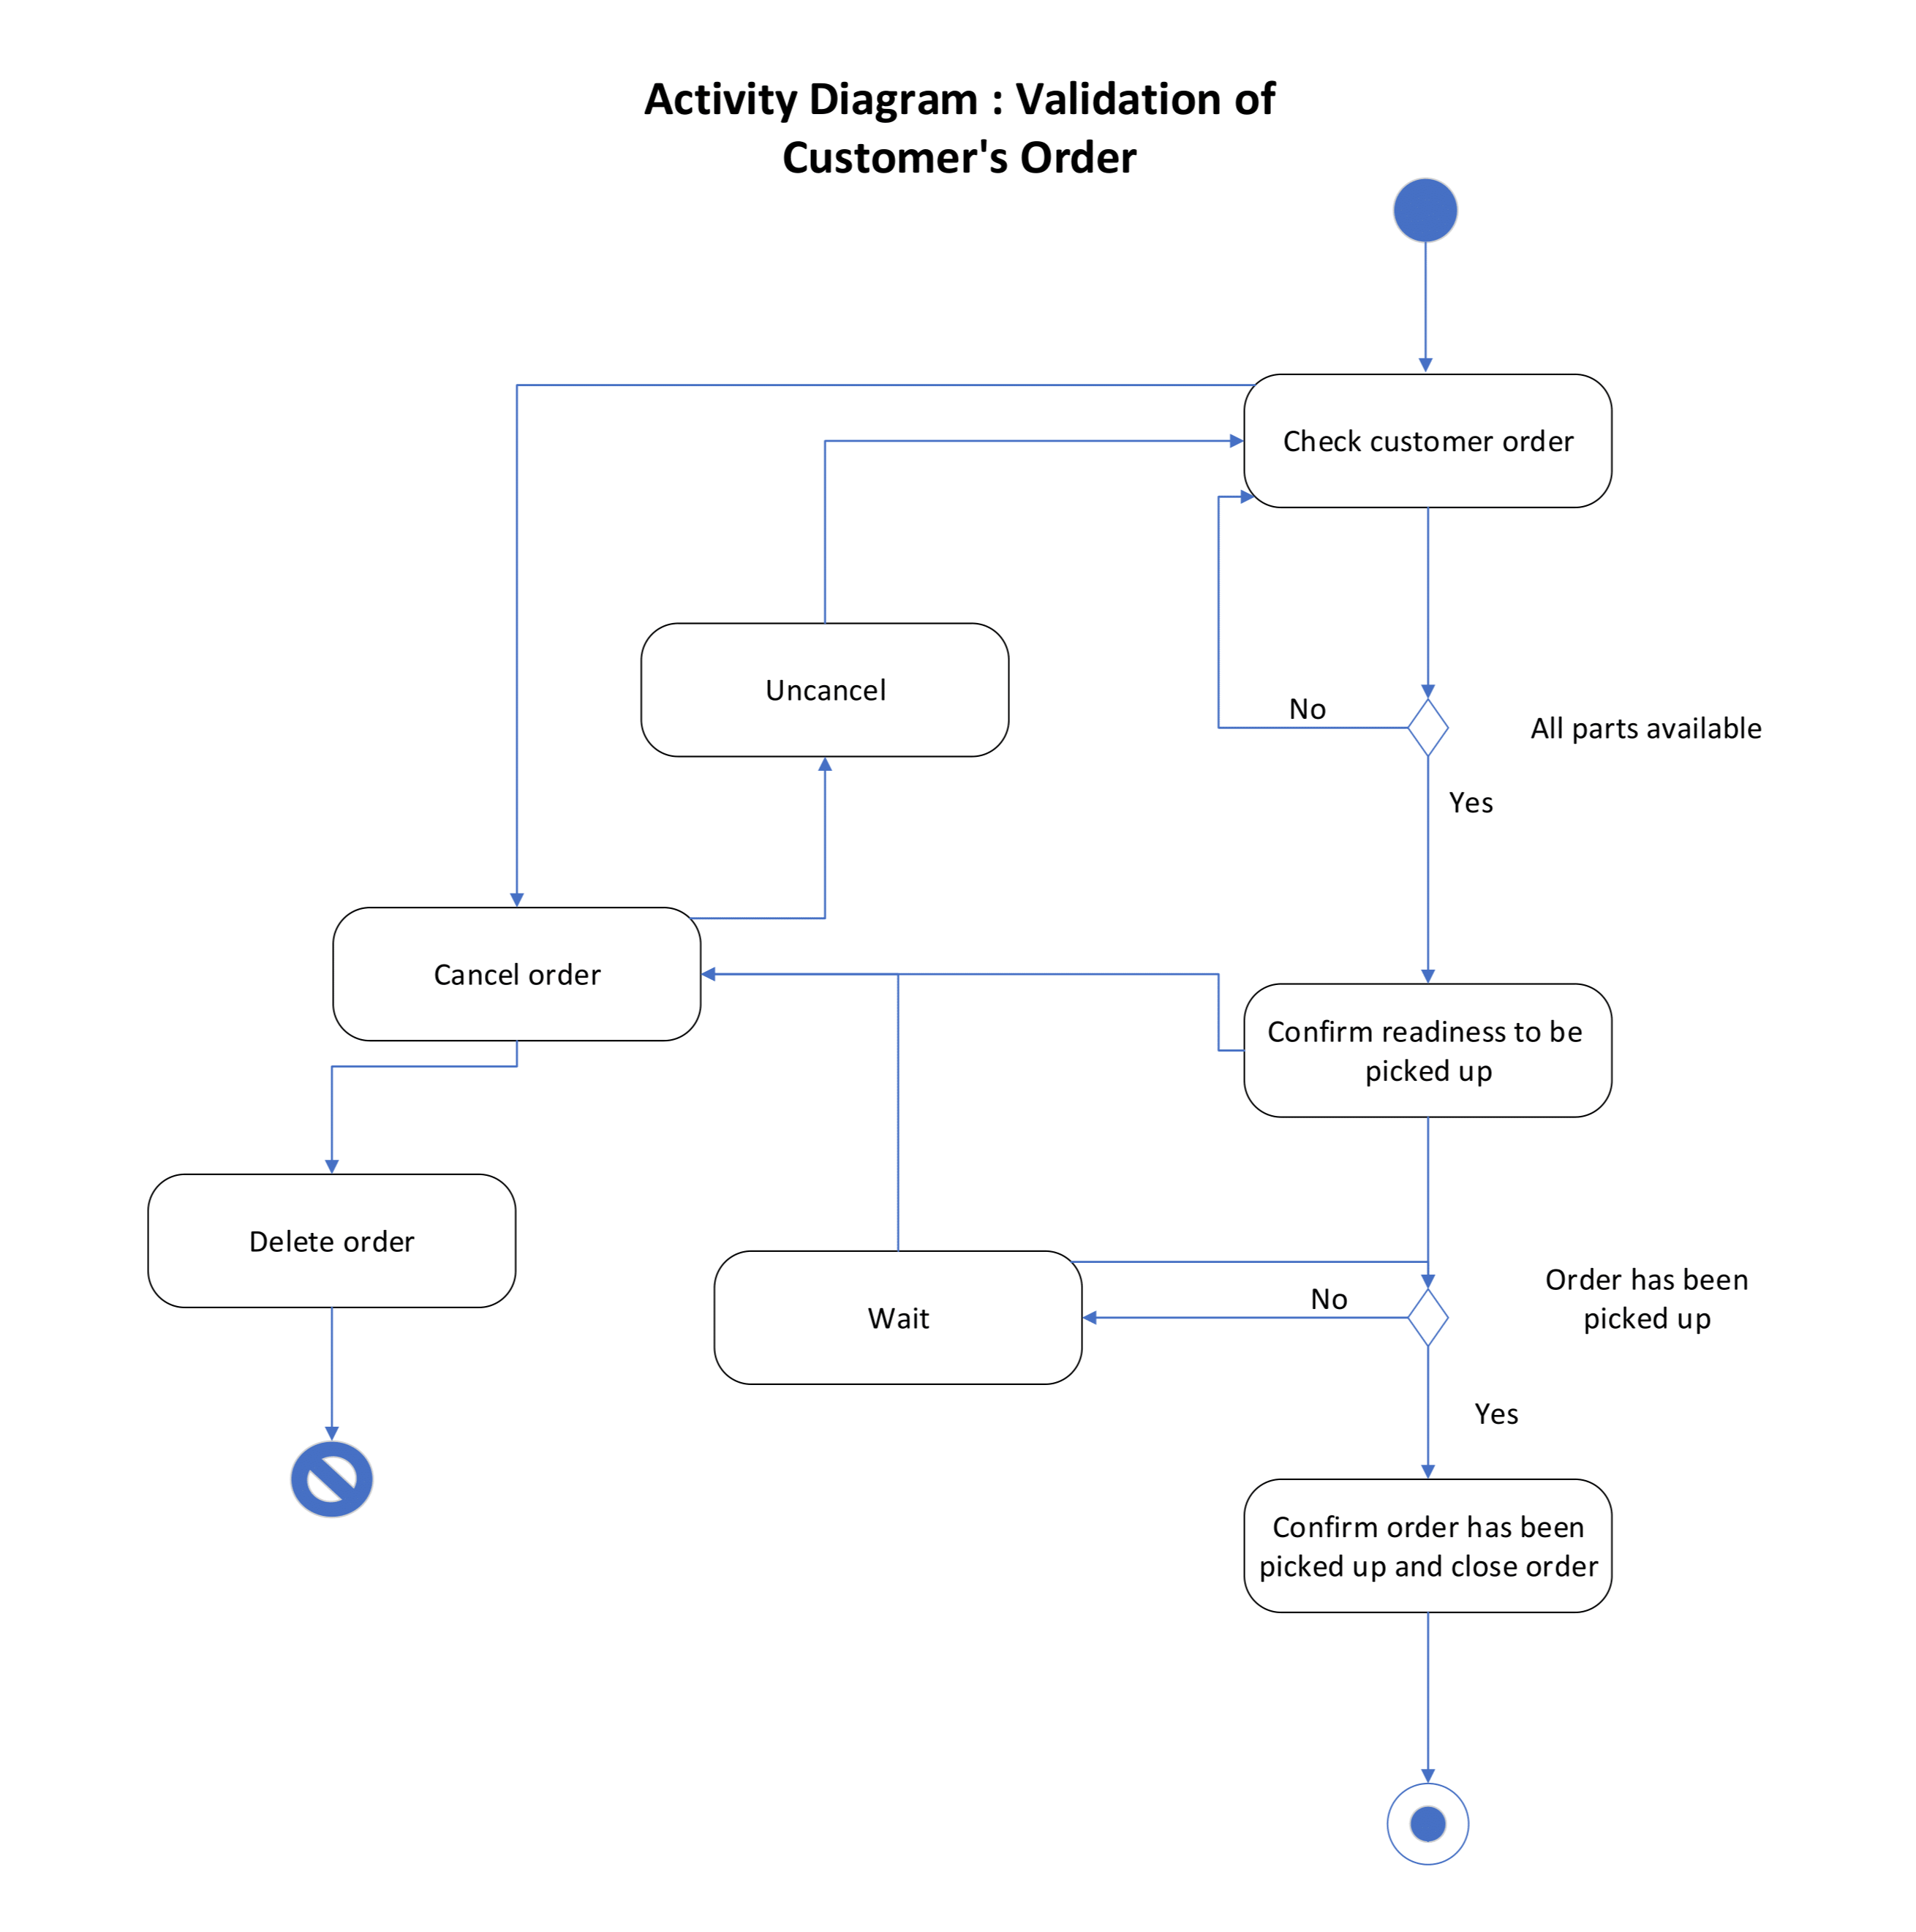 Activity Diagram : Validation of
Customer's Order
Check customer order
Uncancel
No
All parts available
Yes
Cancel order
Confirm readiness to be
picked up
Delete order
Wait
No
Order has been
picked up
Yes
Confirm order has been
picked up and close order